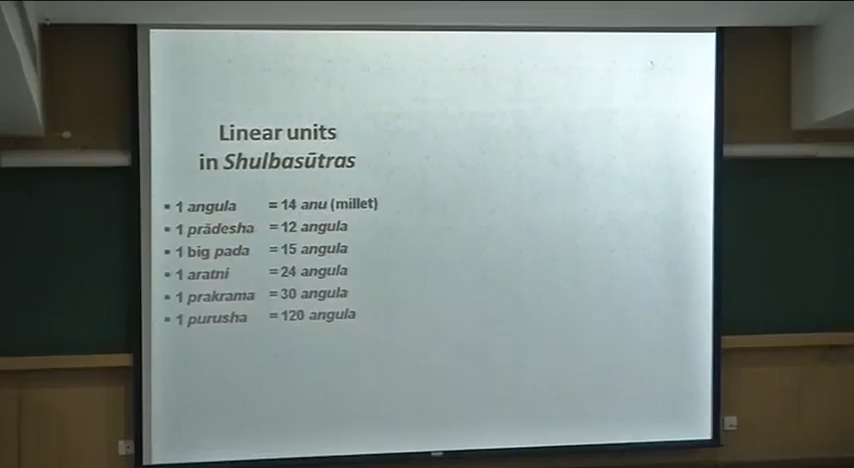 Linear units
in Shulbasūtras
▪ 1 angula = 14 anu (millet)
▪ 1 prādesha = 12 angula
▪ 1 big pada = 15 angula
▪ 1 aratni = 24 angula
▪ 1 prakrama = 30 angula
▪ 1 purusha = 120 angula